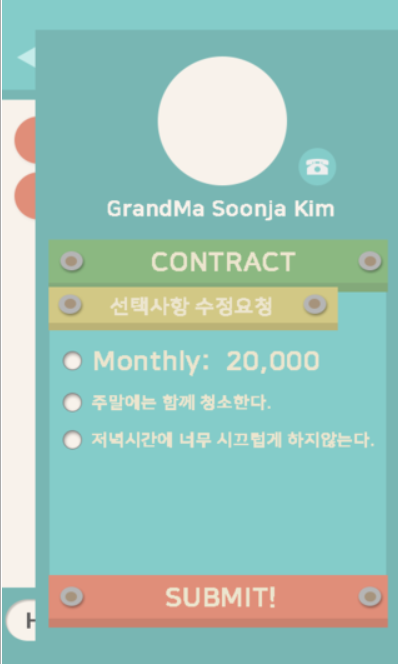 GrandMa Soonja Kim
CONTRACT
선택사항 수정요청
Monthly: 20,000
주말에는 함께 청소한다.
저녁시간에 너무 시끄럽게 하지않는다.
SUBMIT!
H